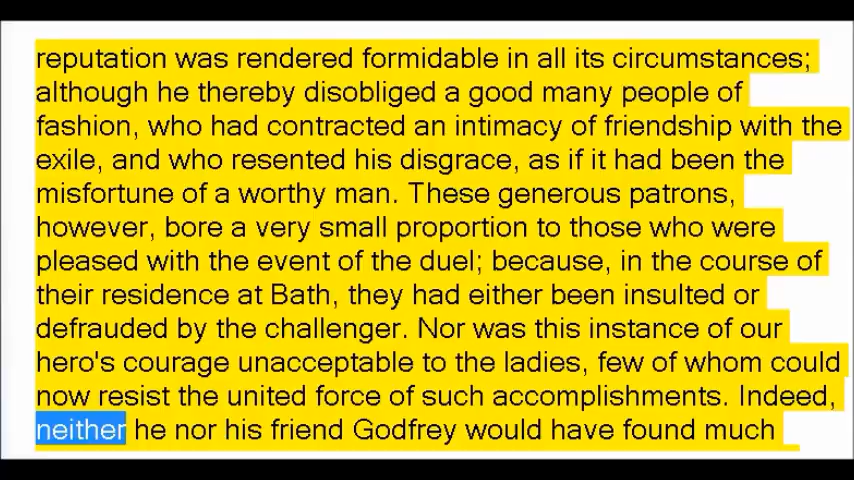 reputation was rendered formidable in all its circumstances;
although he thereby disobliged a good many people of
fashion, who had contracted an intimacy of friendship with the
exile, and who resented his disgrace, as if it had been the
misfortune of a worthy man. These generous patrons,
however, bore a very small proportion to those who were
pleased with the event of the duel; because, in the course of
their residence at Bath, they had either been insulted or
defrauded by the challenger. Nor was this instance of our
hero's courage unacceptable to the ladies, few of whom could
now resist the united force of such accomplishments. Indeed,
neither he nor his friend Godfrey would have found much